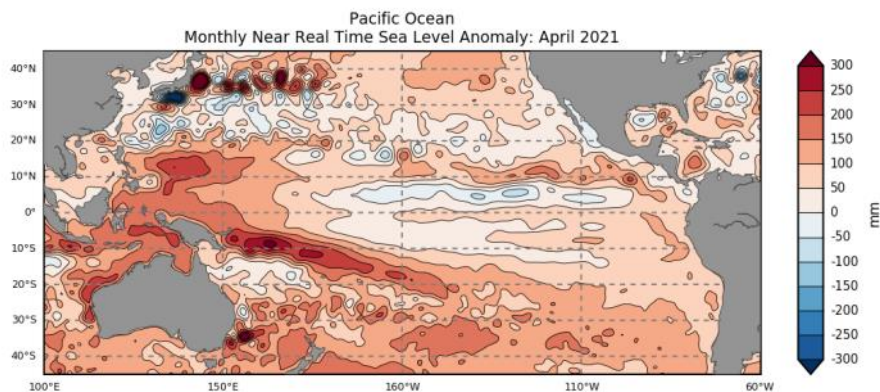 Pacific Ocean
Monthly Near Real Time Sea Level Anomaly: April 2021
40°N
30°N
20°N
10°N
0°
10°S
20°S
30°S
40°S
100°E
150°E
160°W
110°W
60°W
300
250
200
150
100
50
0
-50
-100
-150
-200
-250
-300
mm